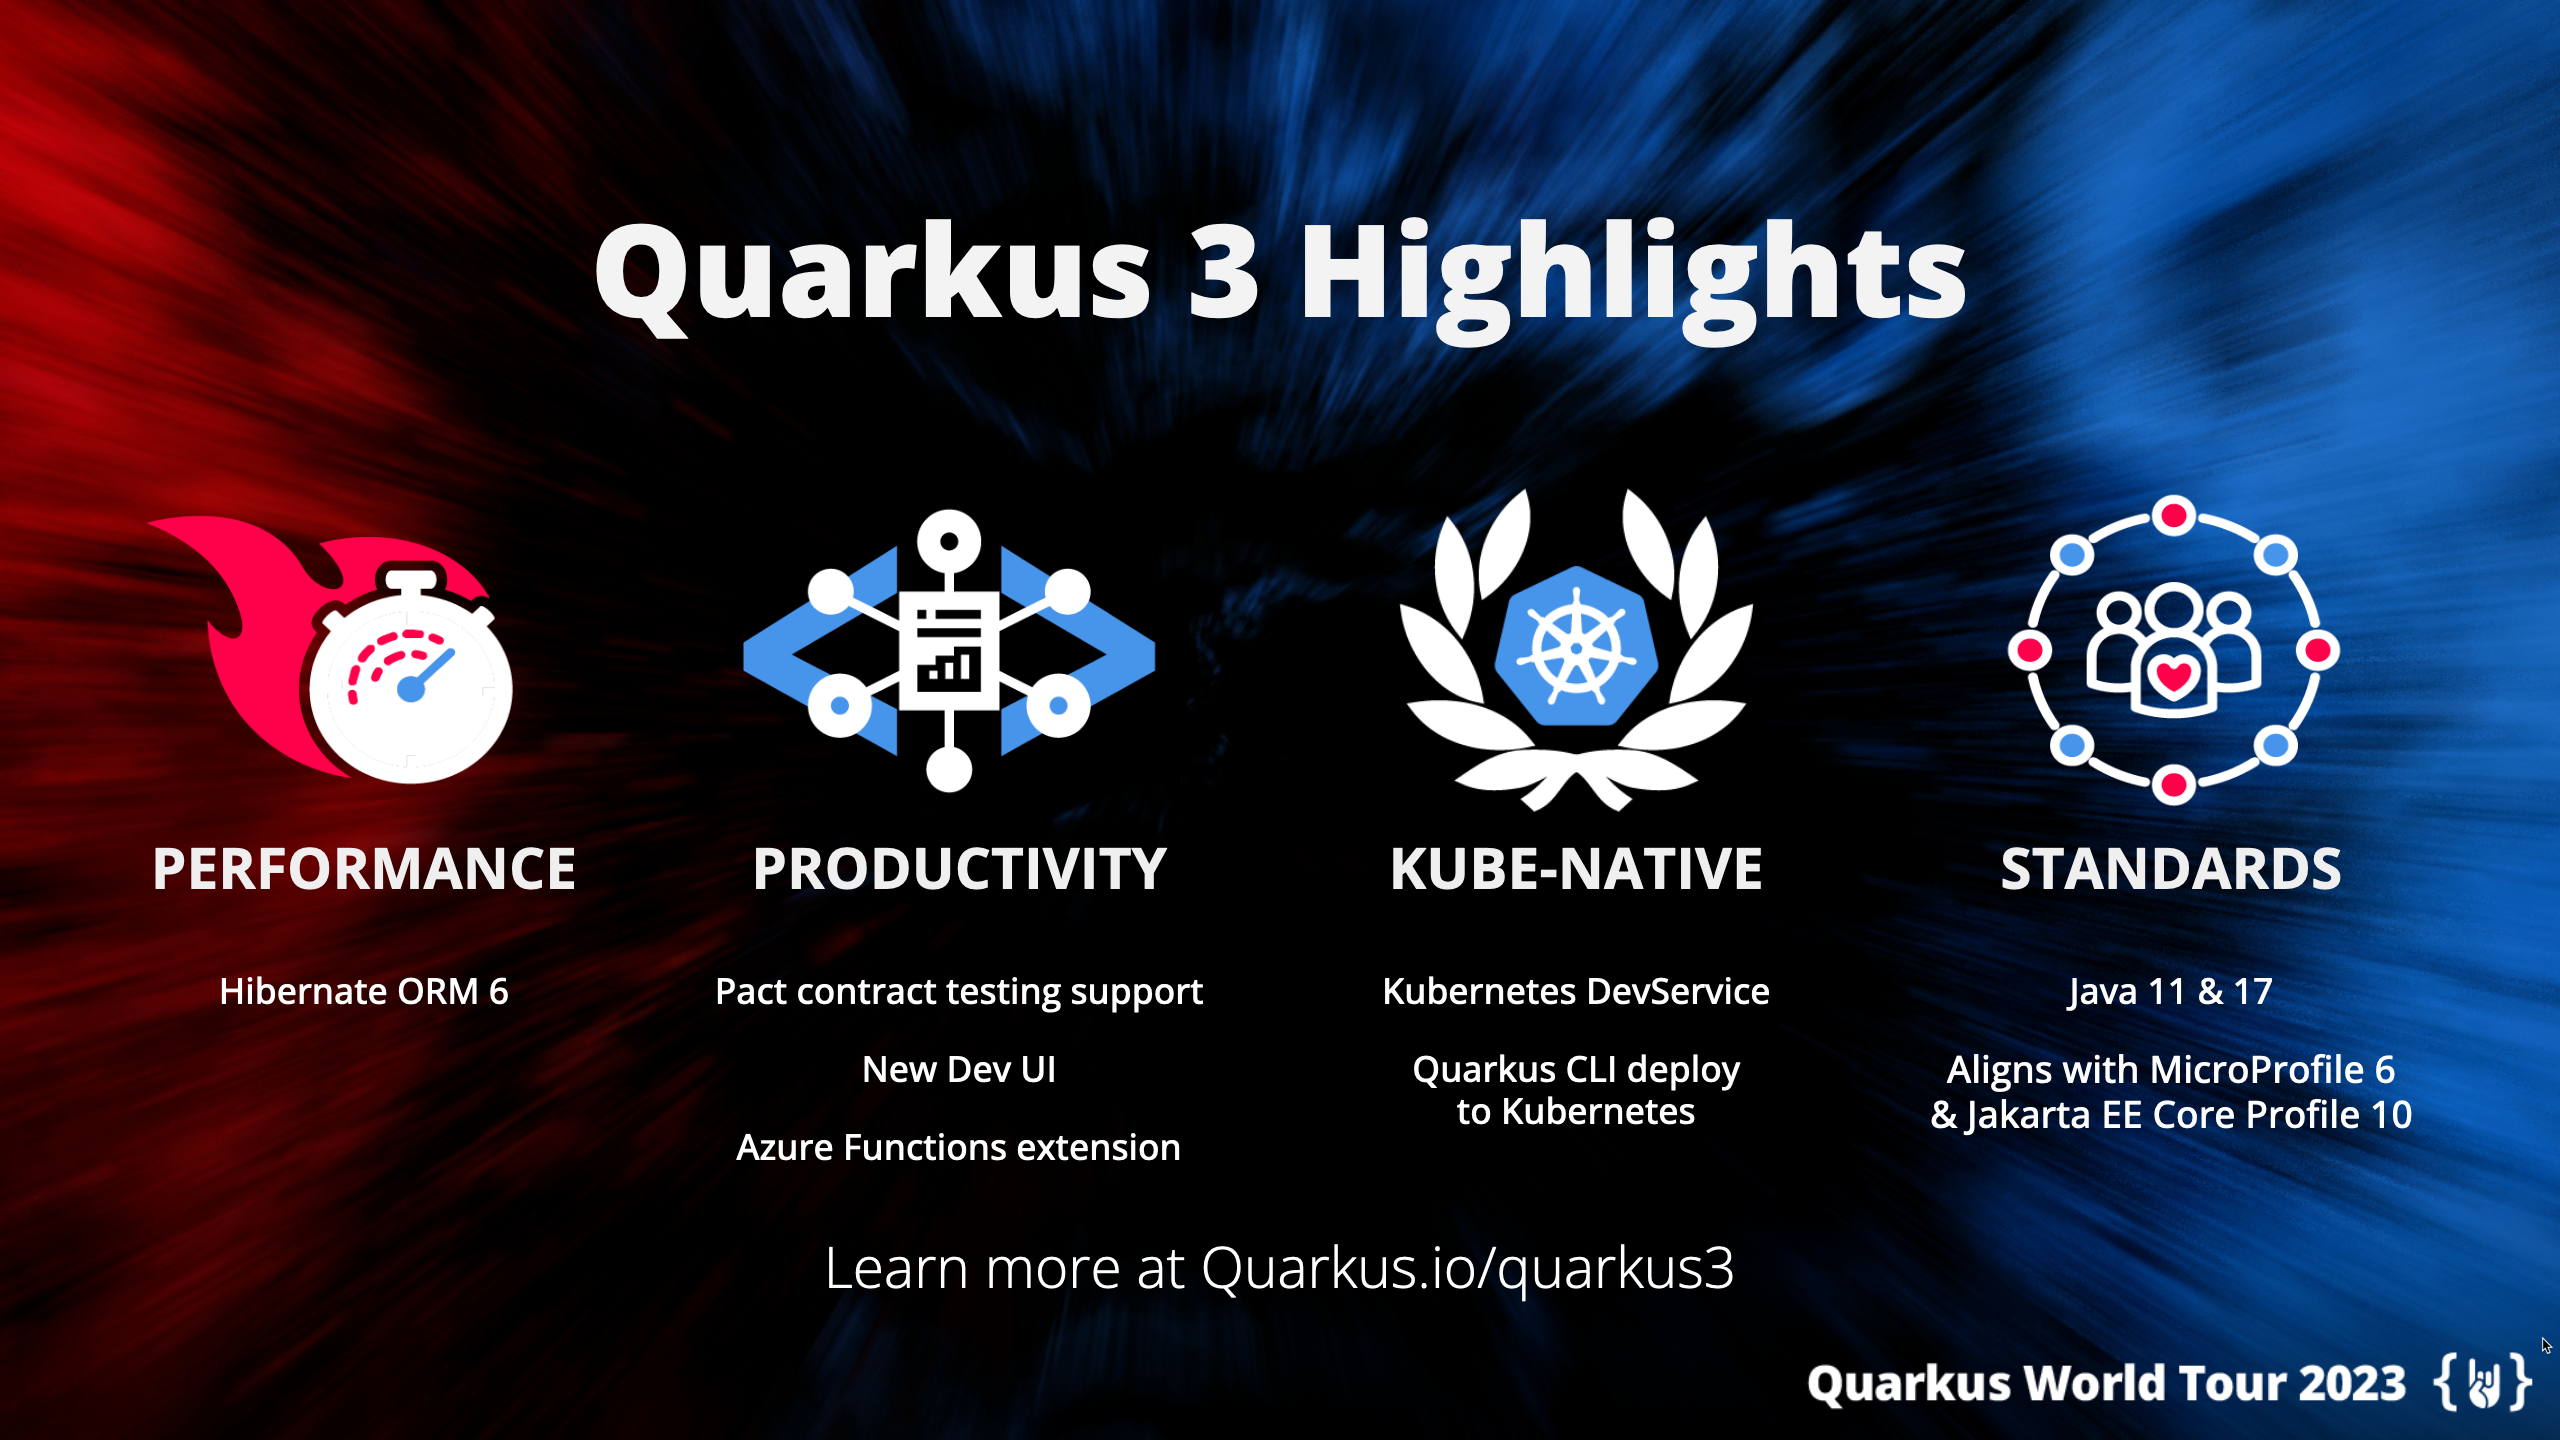 Quarkus 3 Highlights
PERFORMANCE
Hibernate ORM 6
PRODUCTIVITY
Pact contract testing support
New Dev UI
Azure Functions extension
KUBE-NATIVE
Kubernetes DevService
Quarkus CLI deploy
to Kubernetes
STANDARDS
Java 11 & 17
Aligns with MicroProfile 6
& Jakarta EE Core Profile 10
Learn more at Quarkus.io/quarkus3
Quarkus World Tour 2023